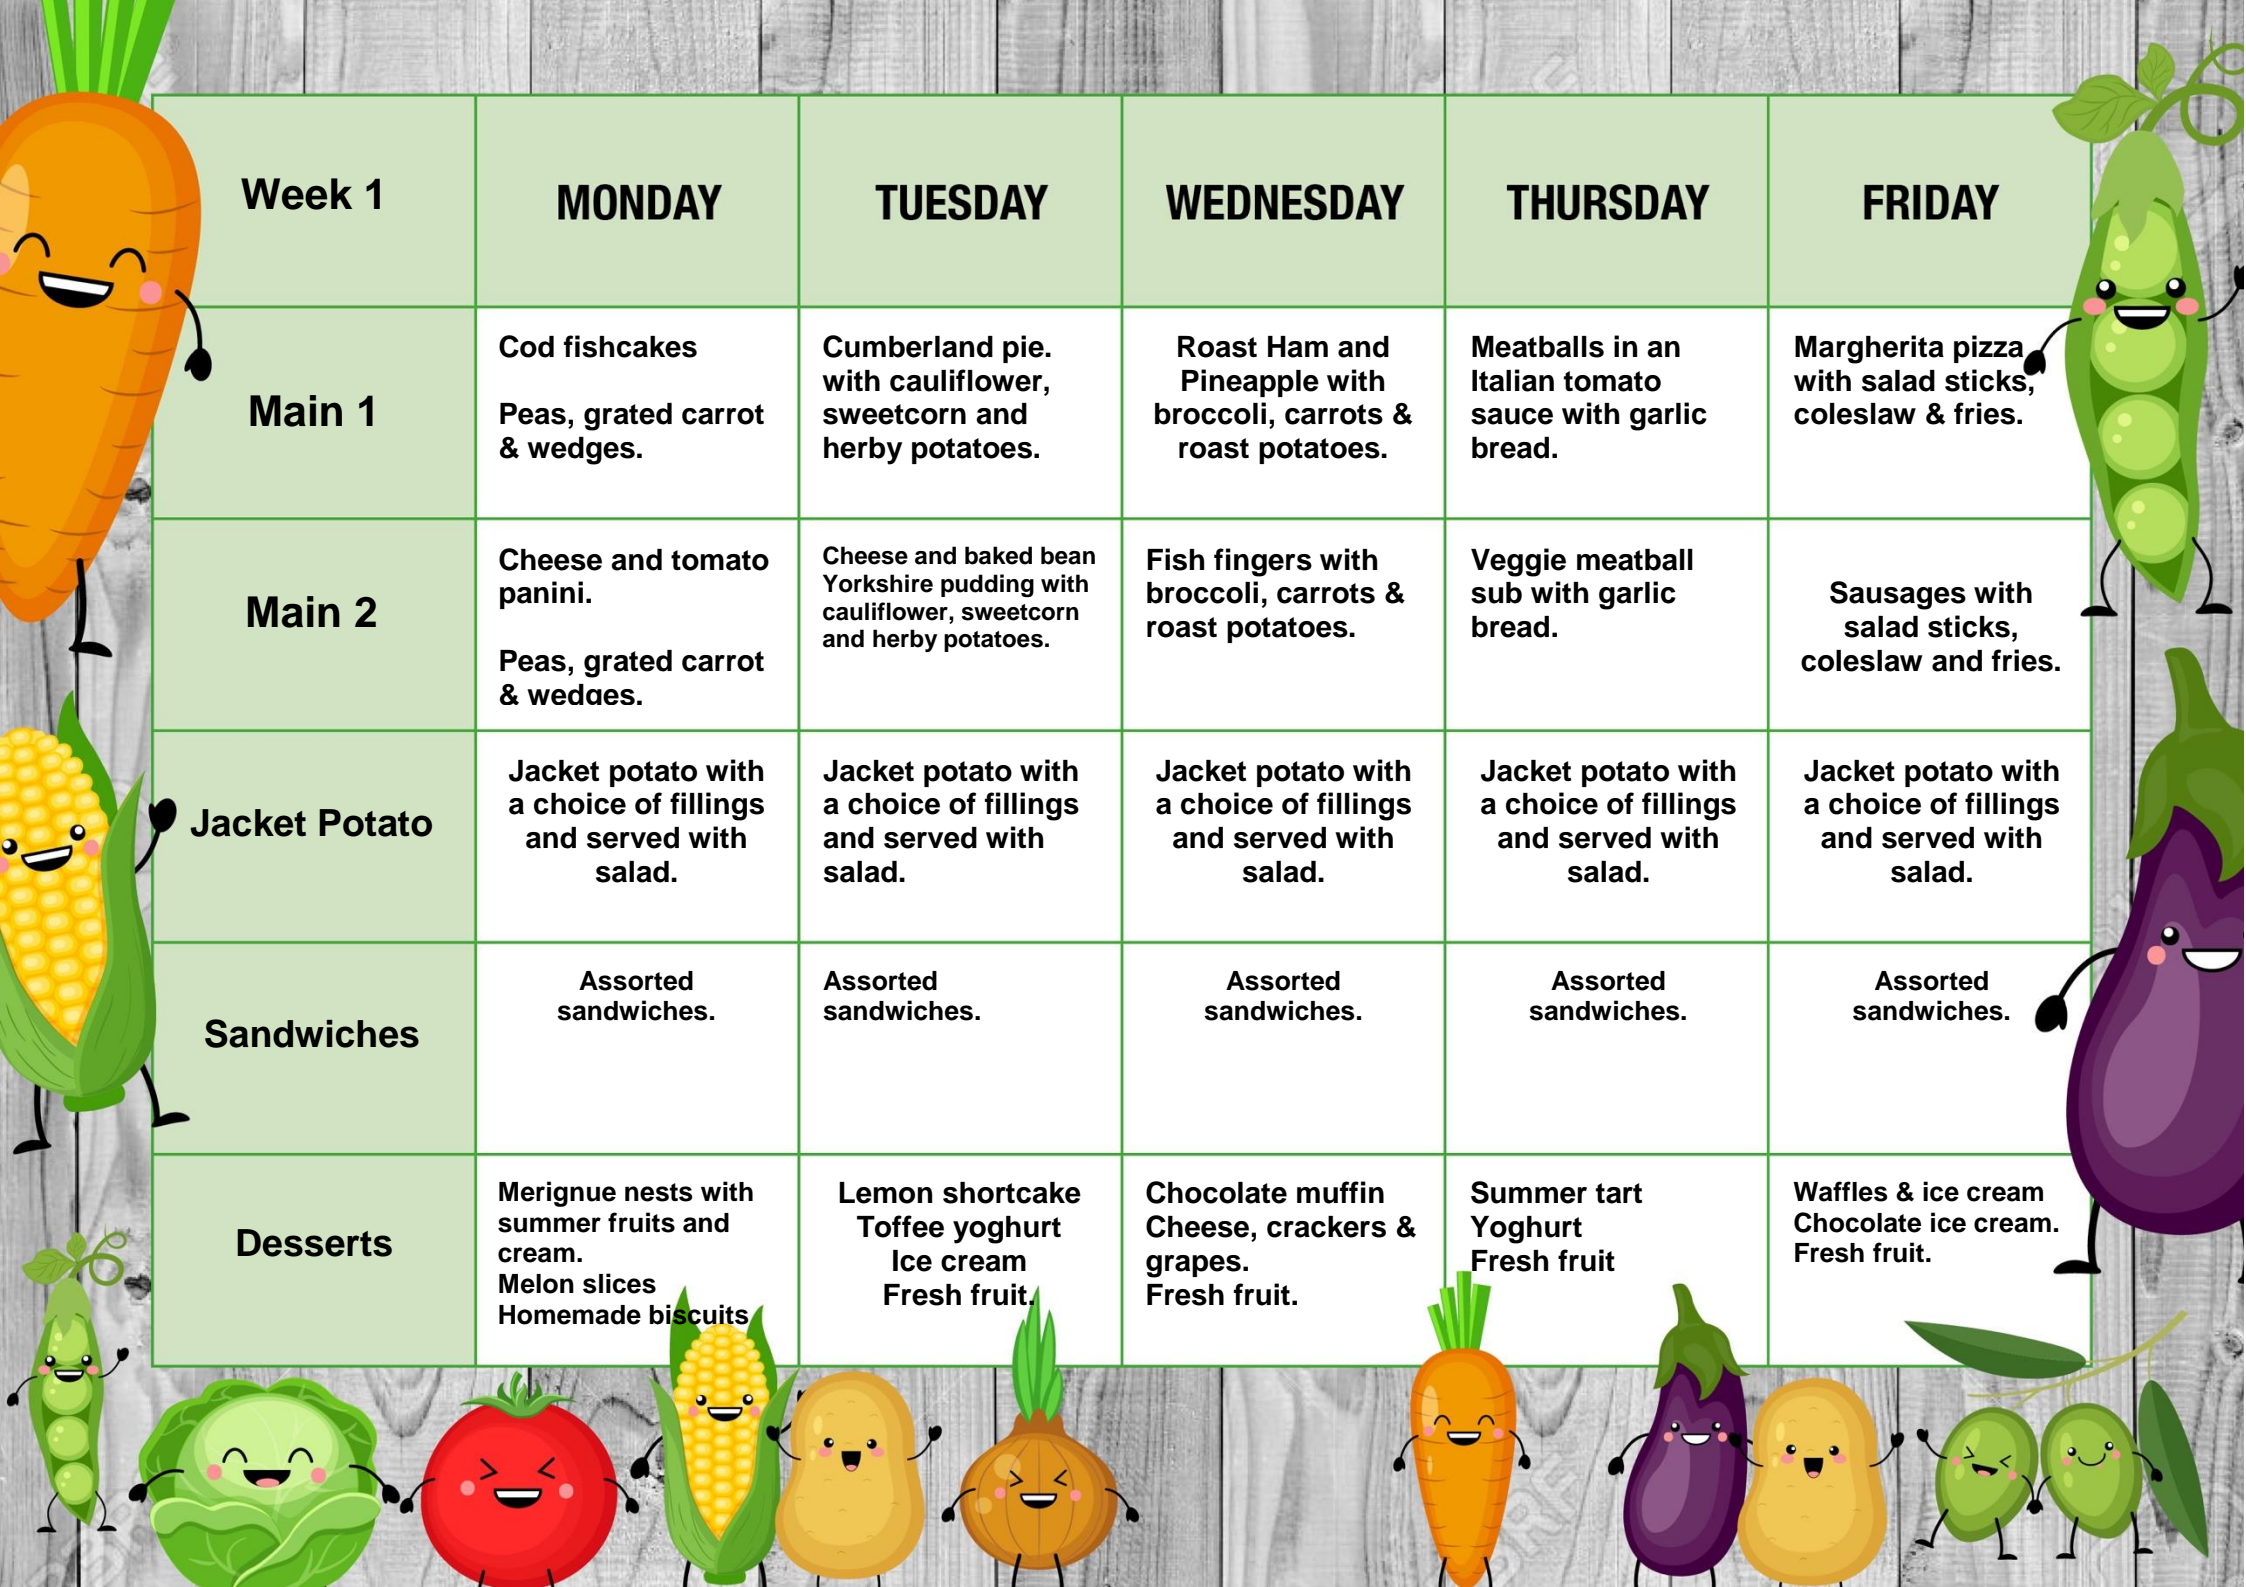 Week 1
MONDAY
TUESDAY
WEDNESDAY
THURSDAY
FRIDAY
Main 1
Cod fishcakes
Peas, grated carrot
& wedges.
Cumberland pie.
with cauliflower,
sweetcorn and
herby potatoes.
Roast Ham and
Pineapple with
broccoli, carrots &
roast potatoes.
Meatballs in an
Italian tomato
sauce with garlic
bread.
Margherita pizza
with salad sticks,
coleslaw & fries.
Main 2
Cheese and tomato
panini.
Peas, grated carrot
& wedges.
Cheese and baked bean
Yorkshire pudding with
cauliflower, sweetcorn
and herby potatoes.
Fish fingers with
broccoli, carrots &
roast potatoes.
Veggie meatball
sub with garlic
bread.
Sausages with
salad sticks,
coleslaw and fries.
Jacket Potato
Jacket potato with
a choice of fillings
and served with
salad.
Jacket potato with
a choice of fillings
and served with
salad.
Jacket potato with
a choice of fillings
and served with
salad.
Jacket potato with
a choice of fillings
and served with
salad.
Jacket potato with
a choice of fillings
and served with
salad.
Sandwiches
Assorted
sandwiches.
Assorted
sandwiches.
Assorted
sandwiches.
Assorted
sandwiches.
Assorted
sandwiches.
Desserts
Merignue nests with
summer fruits and
cream.
Melon slices
Homemade biscuits
Lemon shortcake
Toffee yoghurt
Ice cream
Fresh fruit.
Chocolate muffin
Cheese, crackers &
grapes.
Fresh fruit.
Summer tart
Yoghurt
Fresh fruit
Waffles & ice cream
Chocolate ice cream.
Fresh fruit.